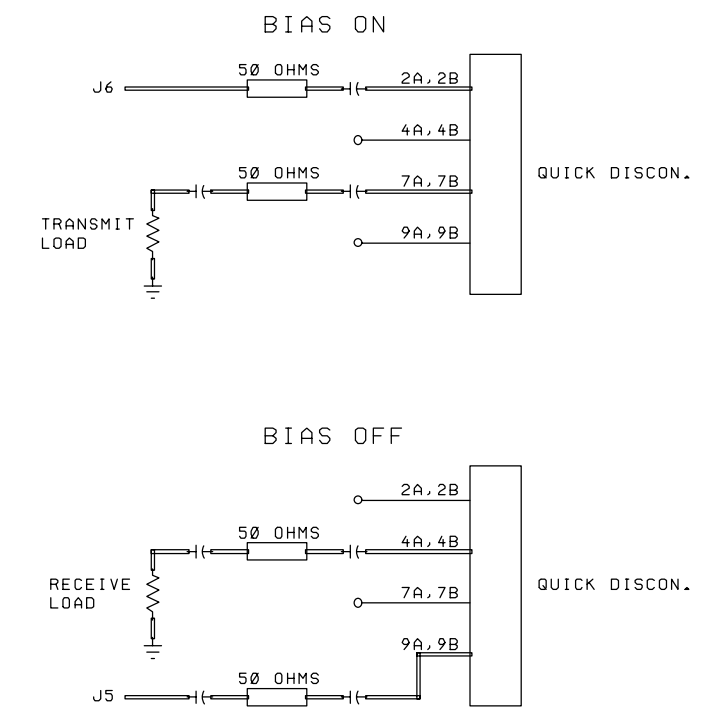 BIAS ON
50 OHMS
J6
2A,2B
4A,4B
50 OHMS
7A,7B
QUICK DISCON.
TRANSMIT
LOAD
9A,9B
BIAS OFF
2A,2B
50 OHMS
4A,4B
RECEIVE
LOAD
7A,7B
QUICK DISCON.
9A,9B
50 OHMS
J5